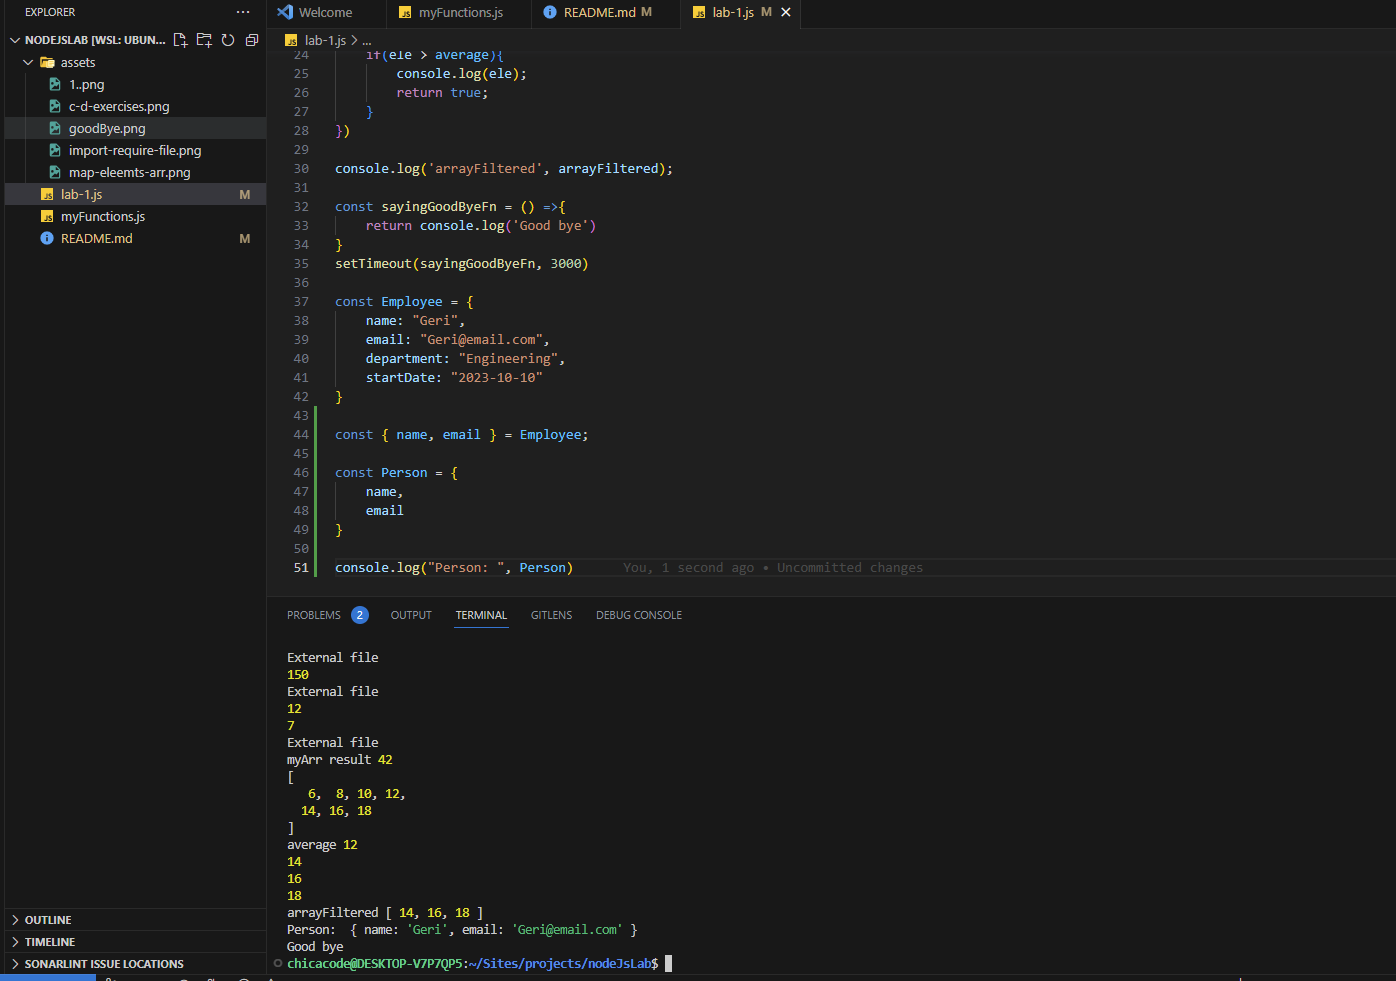 EXPLORER ...
NODEJSLAB [WSL: UBUN...
assets
1..png
c-d-exercises.png
goodBye.png
import-require-file.png
map-eleemts-arr.png
lab-1.js M
myFunctions.js
README.md M
OUTLINE
TIMELINE
SONARLINT ISSUE LOCATIONS
Welcome JS myFunctions.js README.md M JS lab-1.js M
JS lab-1.js > ...
24 if(ele > average){
25 console.log(ele);
26 return true;
27 }
28 })
29
30 console.log('arrayFiltered', arrayFiltered);
31
32 const sayingGoodByeFn = () =>{
33 return console.log('Good bye')
34 }
35 setTimeout(sayingGoodByeFn, 3000)
36
37 const Employee = {
38 name: "Geri",
39 email: "Geri@email.com",
40 department: "Engineering",
41 startDate: "2023-10-10"
42 }
43
44 const { name, email } = Employee;
45
46 const Person = {
47 name,
48 email
49 }
50
51 console.log("Person: ", Person) You, 1 second ago • Uncommitted changes
PROBLEMS 2 OUTPUT TERMINAL GITLENS DEBUG CONSOLE
External file
150
External file
12
7
External file
myArr result 42
[
6, 8, 10, 12,
14, 16, 18
]
average 12
14
16
18
arrayFiltered [ 14, 16, 18 ]
Person:  { name: 'Geri', email: 'Geri@email.com' }
Good bye
chicacode@DESKTOP-V7P7QP5:~/Sites/projects/nodeJsLab$